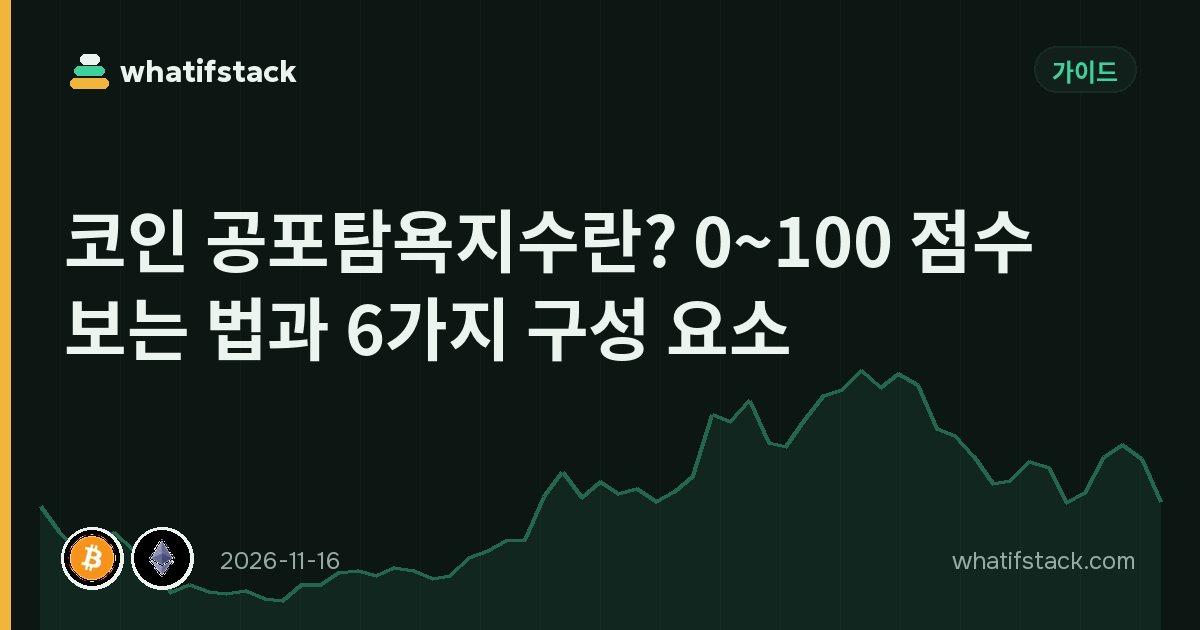 whatifstack
가이드
코인 공포탐욕지수란? 0~100 점수
보는 법과 6가지 구성 요소
2026-11-16
whatifstack.com